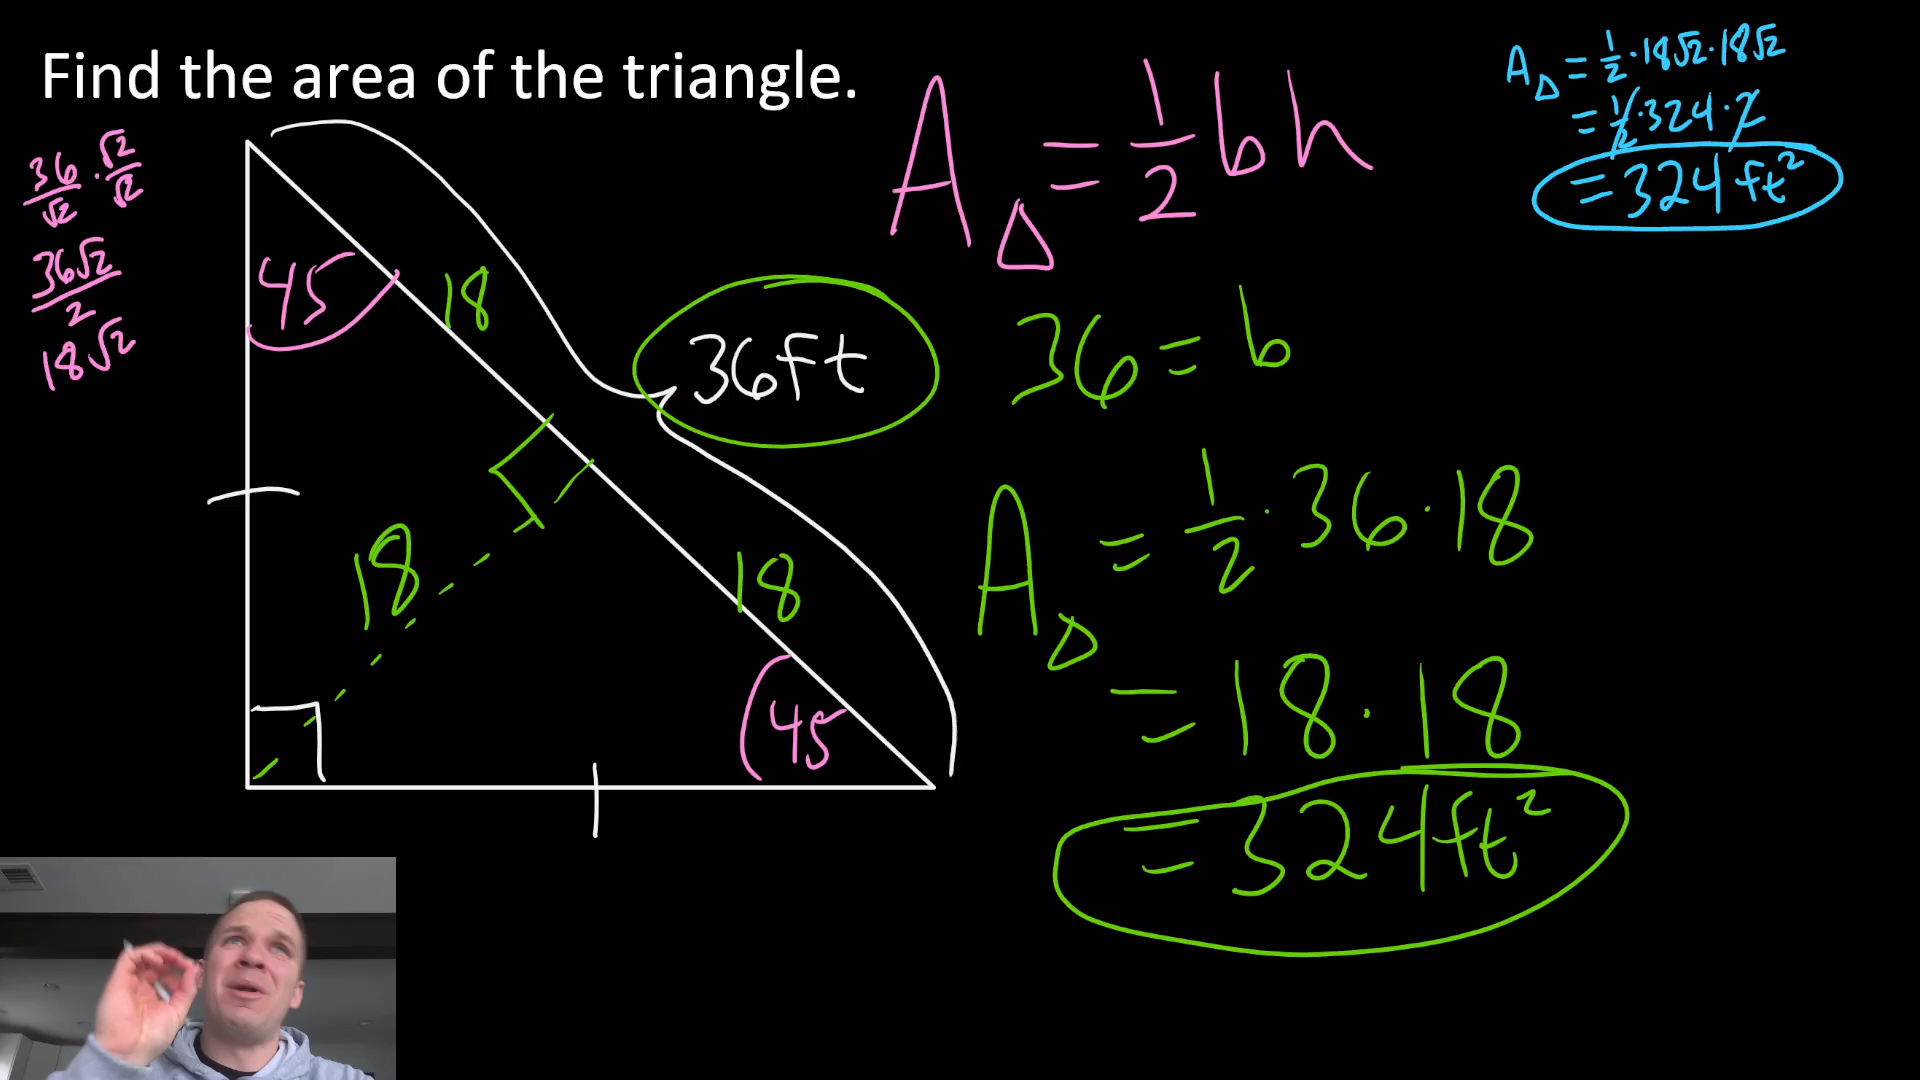 Find the area of the triangle.
36/√2 · √2/√2
36√2/2
18√2
45
18
36ft
18
18
45
A△ = 1/2 bh
36 = b
A△ = 1/2 · 36 · 18
= 18 · 18
= 324ft²
A△ = 1/2 · 18√2 · 18√2
= 1/2 · 324 · 2
= 324 ft²